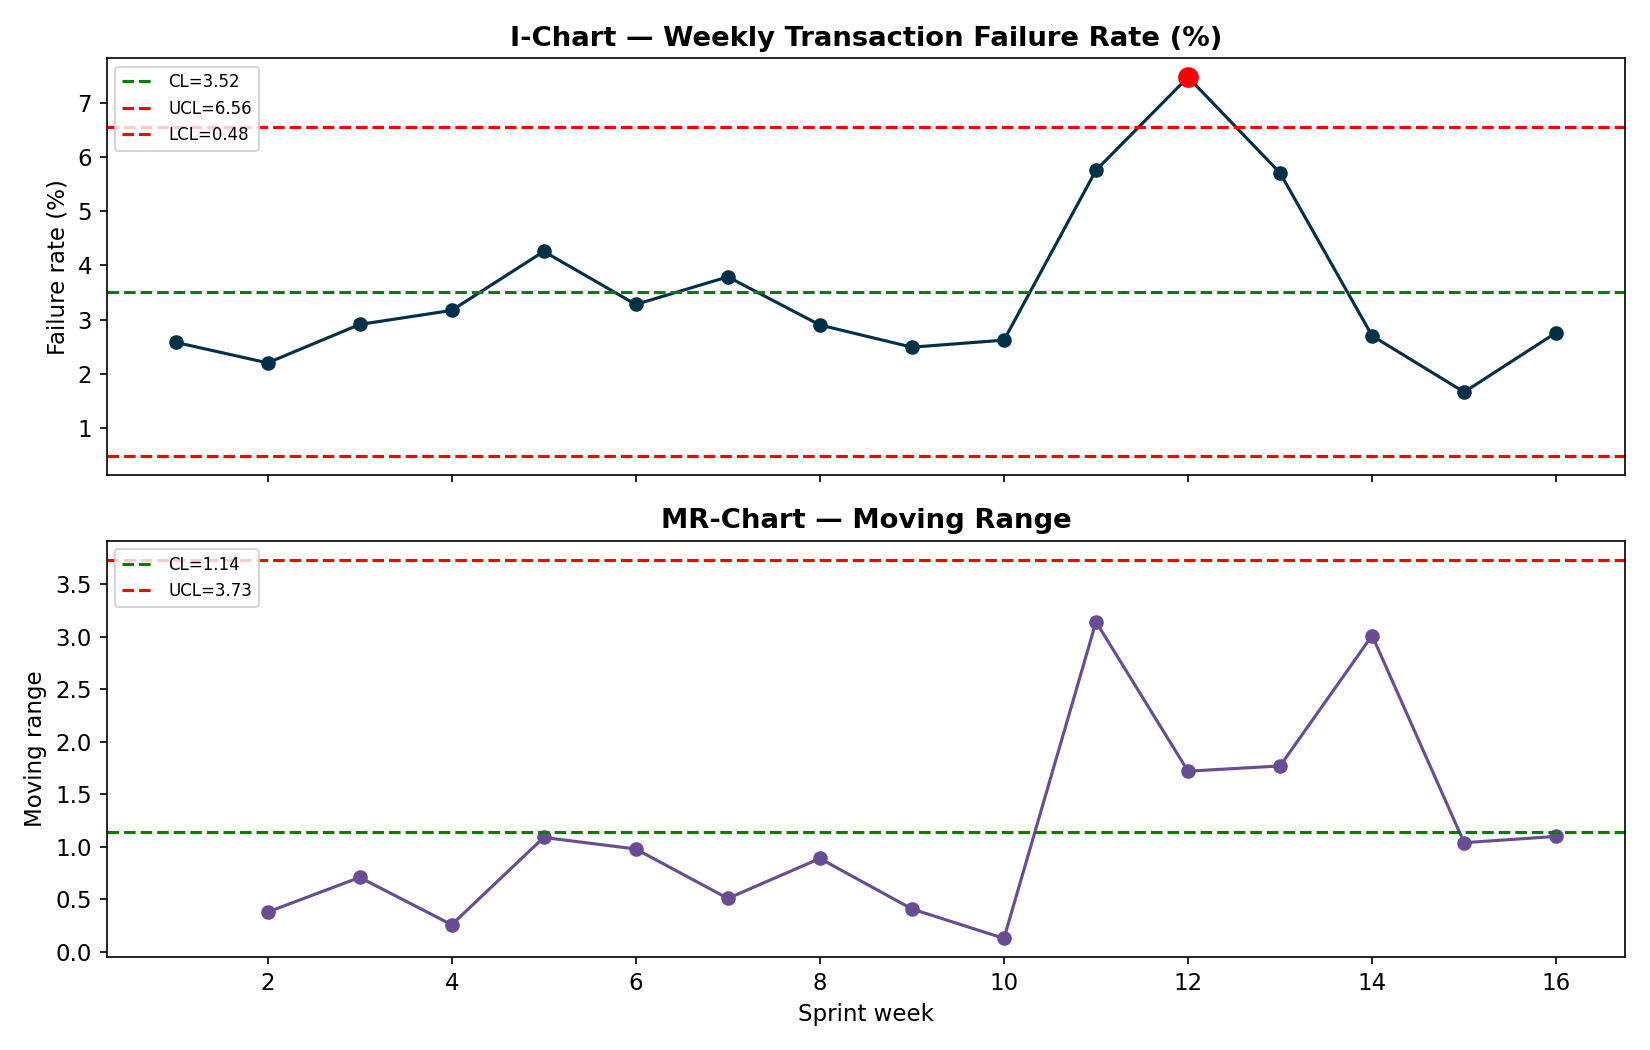 I-Chart — Weekly Transaction Failure Rate (%)
CL=3.52
UCL=6.56
LCL=0.48
Failure rate (%)
7
6
5
4
3
2
1
MR-Chart — Moving Range
CL=1.14
UCL=3.73
Moving range
3.5
3.0
2.5
2.0
1.5
1.0
0.5
0.0
2 4 6 8 10 12 14 16
Sprint week